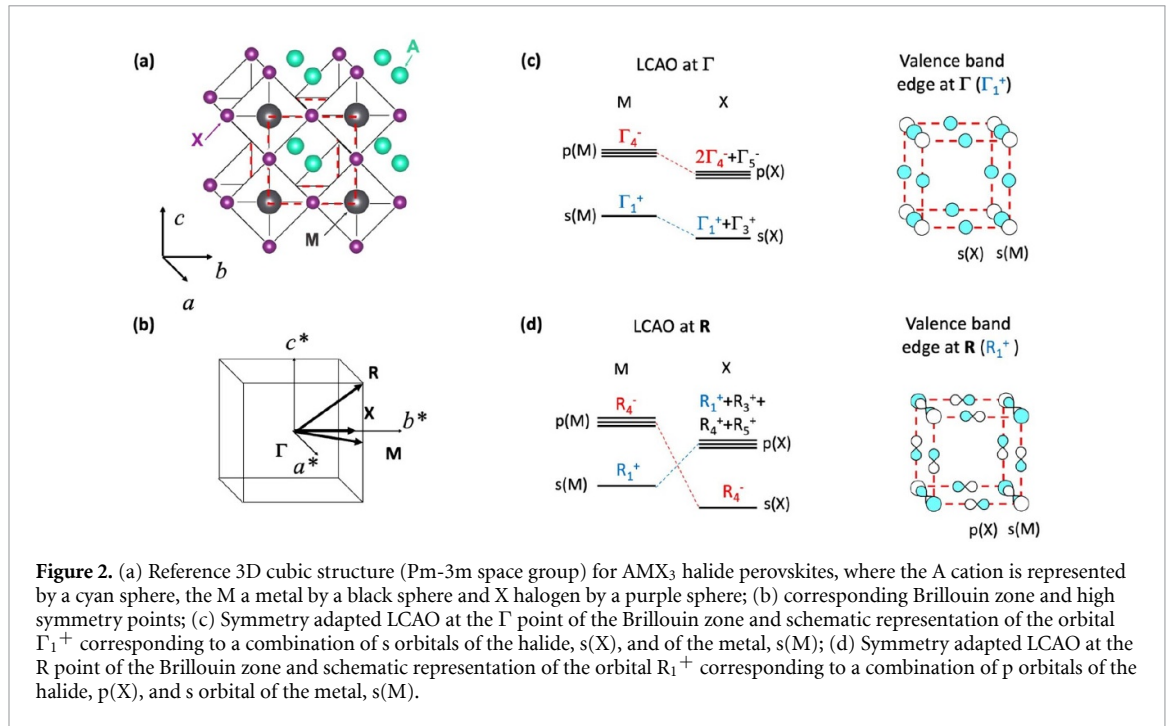 (a)
A
X
M
c
b
a
(b)
c*
R
X
b*
Γ
M
a*
(c)
LCAO at Γ
M X
Γ₄⁻
p(M)
2Γ₄⁻+Γ₅⁻
p(X)
Γ₁⁺
s(M)
Γ₁⁺+Γ₃⁺
s(X)
Valence band
edge at Γ (Γ₁⁺)
s(X) s(M)
(d)
LCAO at R
M X
R₄⁻
p(M)
R₁⁺+R₃⁺+
R₄⁺+R₅⁺
p(X)
R₁⁺
s(M)
R₄⁻
s(X)
Valence band
edge at R (R₁⁺ )
p(X) s(M)
Figure 2. (a) Reference 3D cubic structure (Pm-3m space group) for AMX₃ halide perovskites, where the A cation is represented
by a cyan sphere, the M a metal by a black sphere and X halogen by a purple sphere; (b) corresponding Brillouin zone and high
symmetry points; (c) Symmetry adapted LCAO at the Γ point of the Brillouin zone and schematic representation of the orbital
Γ₁⁺ corresponding to a combination of s orbitals of the halide, s(X), and of the metal, s(M); (d) Symmetry adapted LCAO at the
R point of the Brillouin zone and schematic representation of the orbital R₁⁺ corresponding to a combination of p orbitals of the
halide, p(X), and s orbital of the metal, s(M).